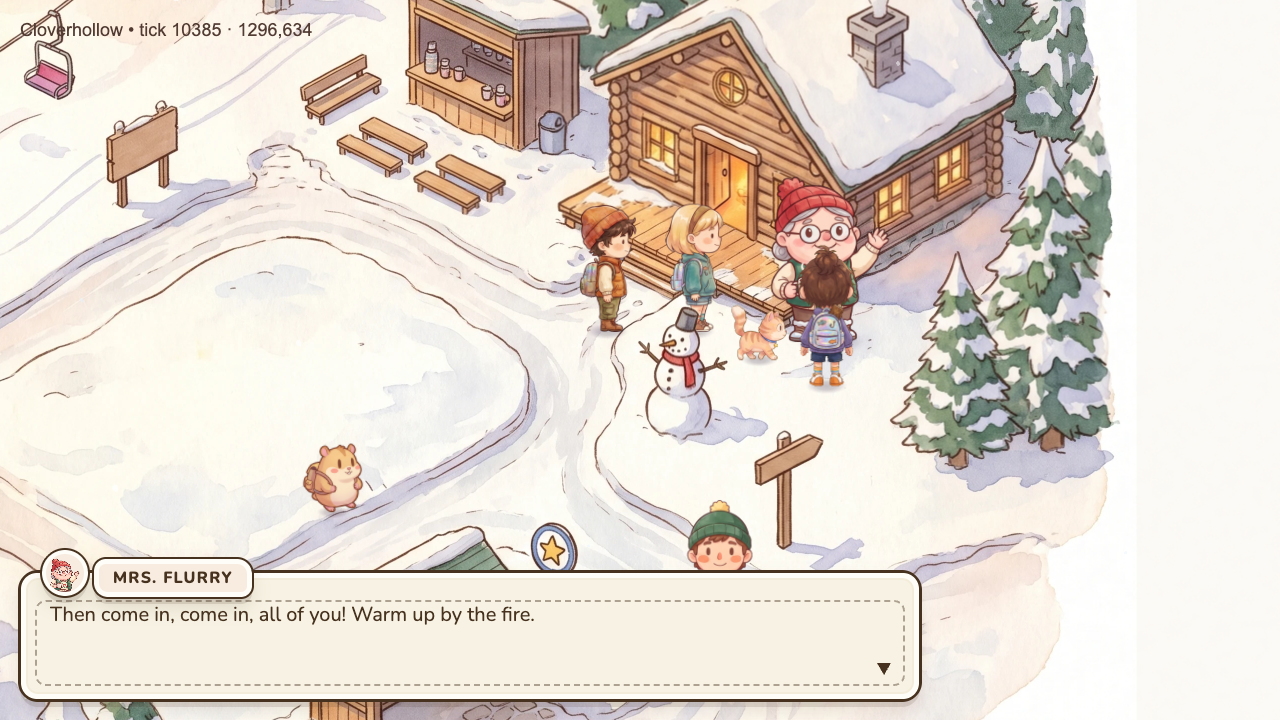 Cloverhollow • tick 10385 · 1296,634
MRS. FLURRY
Then come in, come in, all of you! Warm up by the fire.